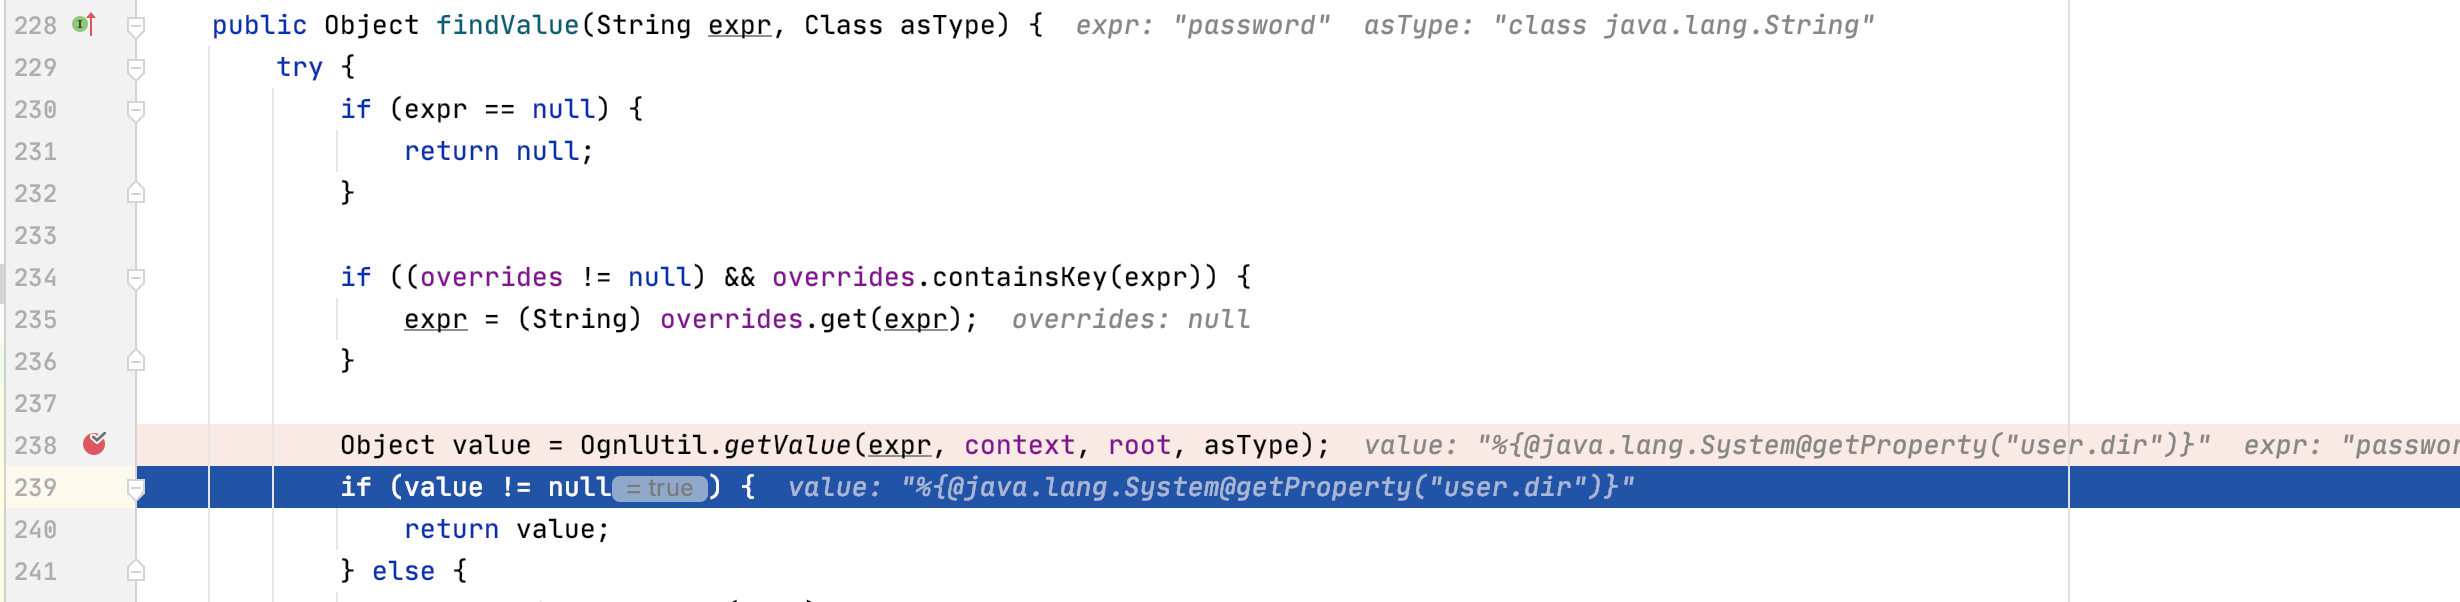 228 public Object findValue(String expr, Class asType) { expr: "password" asType: "class java.lang.String"
229 try {
230 if (expr == null) {
231 return null;
232 }
233
234 if ((overrides != null) && overrides.containsKey(expr)) {
235 expr = (String) overrides.get(expr); overrides: null
236 }
237
238 Object value = OgnlUtil.getValue(expr, context, root, asType); value: "%{@java.lang.System@getProperty("user.dir")}" expr: "passwor
239 if (value != null = true ) { value: "%{@java.lang.System@getProperty("user.dir")}"
240 return value;
241 } else {